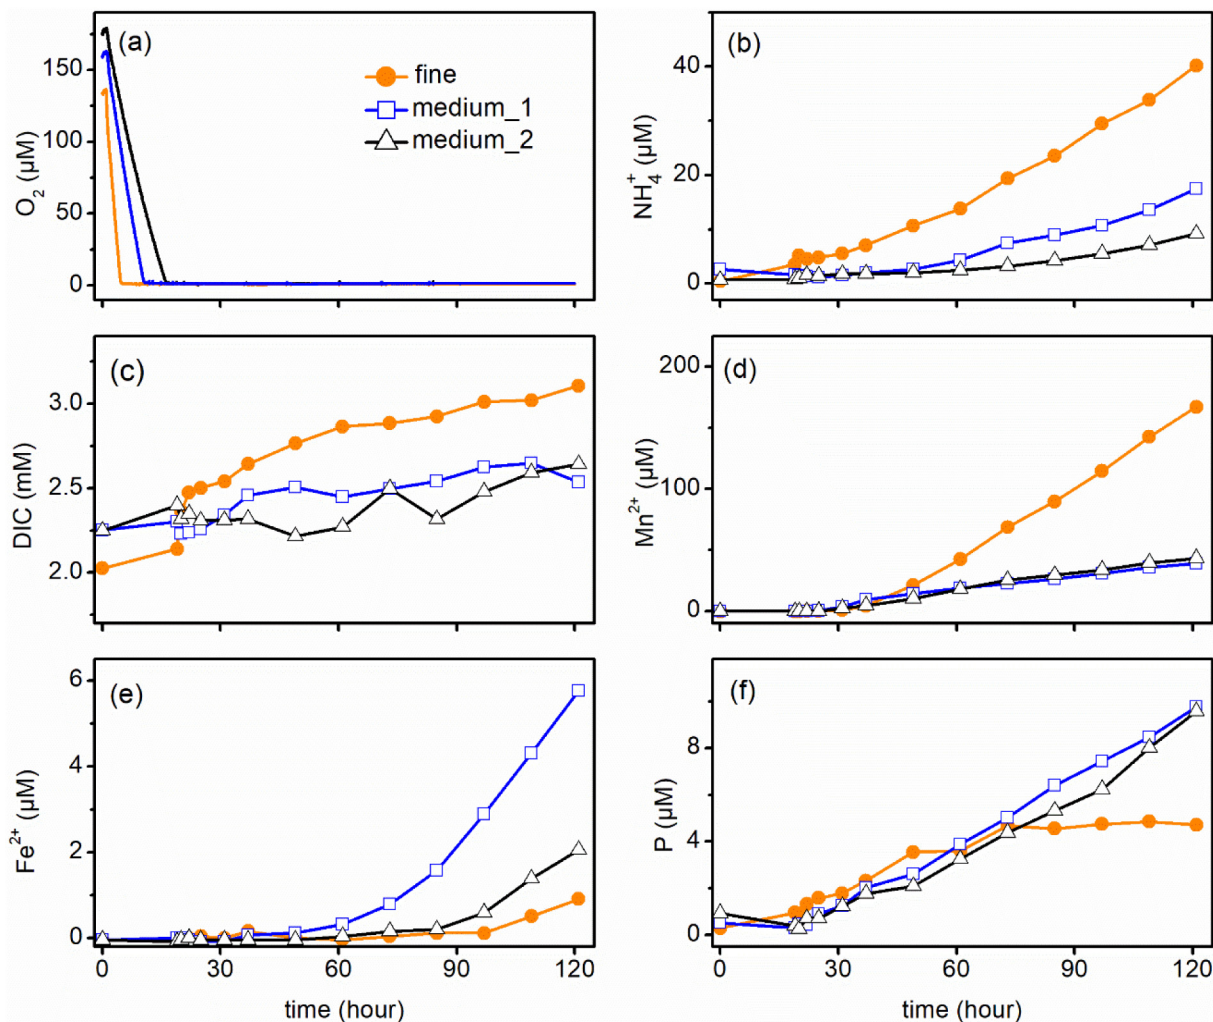 (a)
fine
medium_1
medium_2
150
100
50
0
O₂ (µM)
(b)
40
20
0
NH₄⁺ (µM)
(c)
3.0
2.5
2.0
DIC (mM)
(d)
200
100
0
Mn²⁺ (µM)
(e)
6
4
2
0
Fe²⁺ (µM)
0 30 60 90 120
time (hour)
(f)
8
4
0
P (µM)
0 30 60 90 120
time (hour)